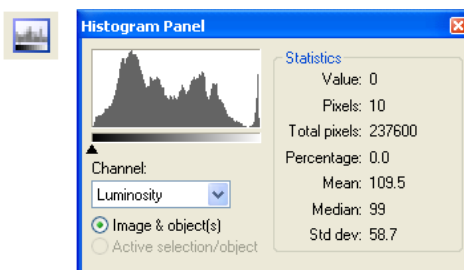 Histogram Panel
Statistics
Value: 0
Pixels: 10
Total pixels: 237600
Percentage: 0.0
Mean: 109.5
Median: 99
Std dev: 58.7
Channel:
Luminosity
Image & object(s)
Active selection/object